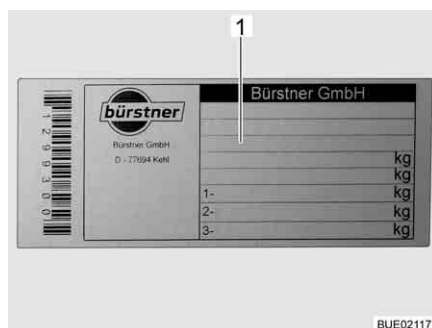 1
Bürstner GmbH
bürstner
Bürstner GmbH
D - 77694 Kehl
1299300
kg
kg
1- kg
2- kg
3- kg
BUE02117